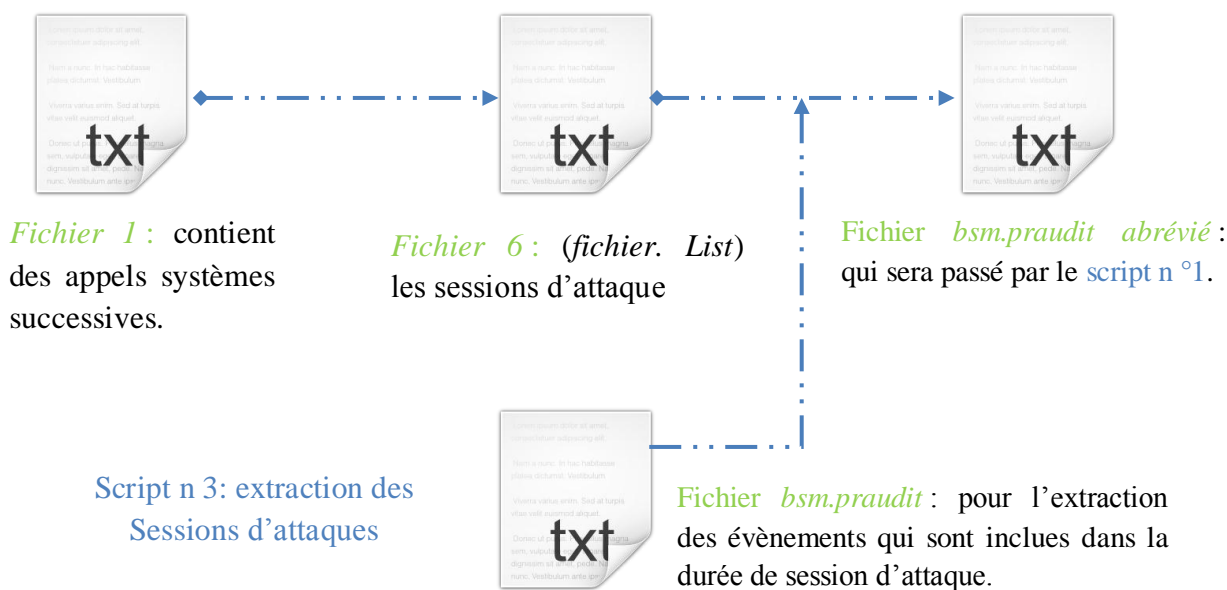 txt
txt
txt
Fichier 1 : contient
des appels systèmes
successives.
Fichier 6 : (fichier. List)
les sessions d’attaque
Fichier bsm.praudit abrévié :
qui sera passé par le script n °1.
Script n 3: extraction des
Sessions d’attaques
txt
Fichier bsm.praudit : pour l’extraction
des évènements qui sont inclues dans la
durée de session d’attaque.